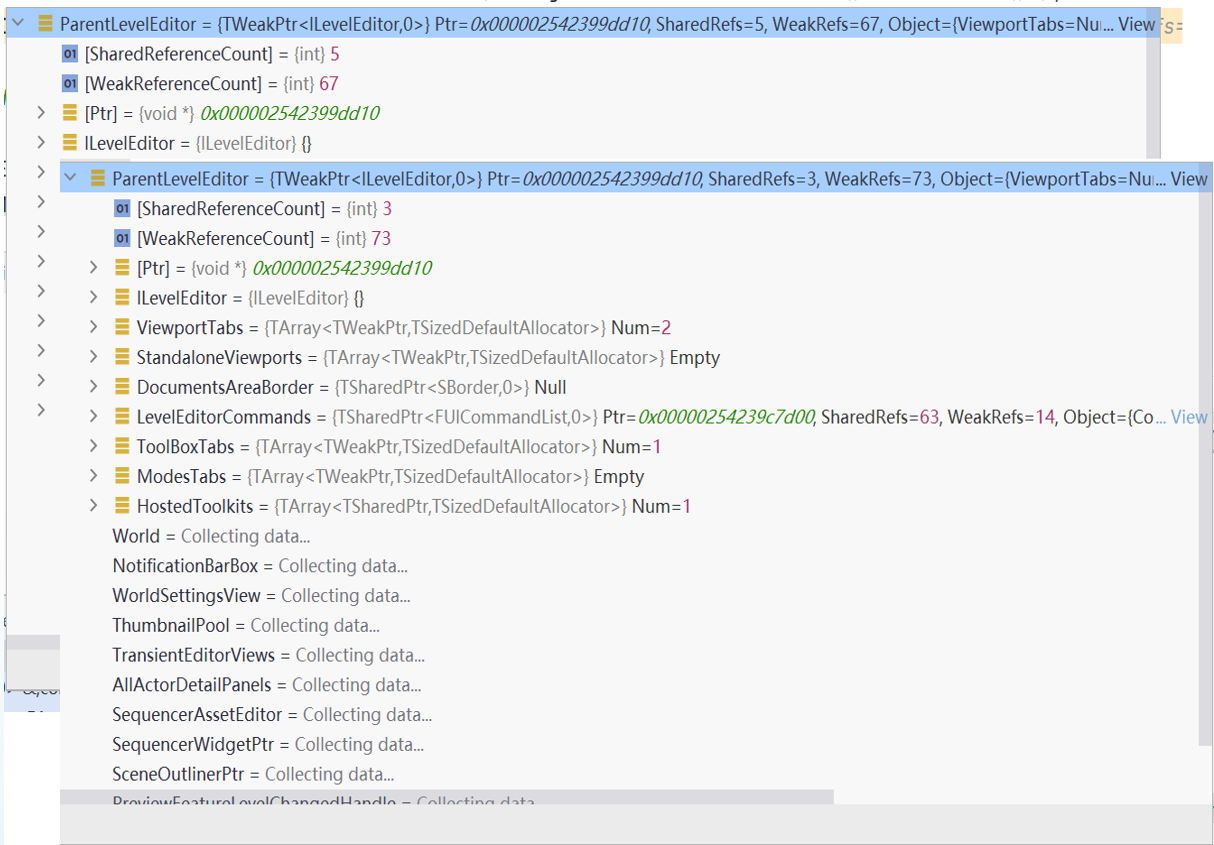 ParentLevelEditor = {TWeakPtr<ILevelEditor,0>} Ptr=0x000002542399dd10, SharedRefs=5, WeakRefs=67, Object={ViewportTabs=Nu... View
[SharedReferenceCount] = {int} 5
[WeakReferenceCount] = {int} 67
[Ptr] = {void *} 0x000002542399dd10
ILevelEditor = {ILevelEditor} {}
ParentLevelEditor = {TWeakPtr<ILevelEditor,0>} Ptr=0x000002542399dd10, SharedRefs=3, WeakRefs=73, Object={ViewportTabs=Nu... View
[SharedReferenceCount] = {int} 3
[WeakReferenceCount] = {int} 73
[Ptr] = {void *} 0x000002542399dd10
ILevelEditor = {ILevelEditor} {}
ViewportTabs = {TArray<TWeakPtr,TSizedDefaultAllocator>} Num=2
StandaloneViewports = {TArray<TWeakPtr,TSizedDefaultAllocator>} Empty
DocumentsAreaBorder = {TSharedPtr<SBorder,0>} Null
LevelEditorCommands = {TSharedPtr<FUICommandList,0>} Ptr=0x00000254239c7d00, SharedRefs=63, WeakRefs=14, Object={Co... View
ToolBoxTabs = {TArray<TWeakPtr,TSizedDefaultAllocator>} Num=1
ModesTabs = {TArray<TWeakPtr,TSizedDefaultAllocator>} Empty
HostedToolkits = {TArray<TSharedPtr,TSizedDefaultAllocator>} Num=1
World = Collecting data...
NotificationBarBox = Collecting data...
WorldSettingsView = Collecting data...
ThumbnailPool = Collecting data...
TransientEditorViews = Collecting data...
AllActorDetailPanels = Collecting data...
SequencerAssetEditor = Collecting data...
SequencerWidgetPtr = Collecting data...
SceneOutlinerPtr = Collecting data...
PreviewFeatureLevelChangedHandle = Collecting data